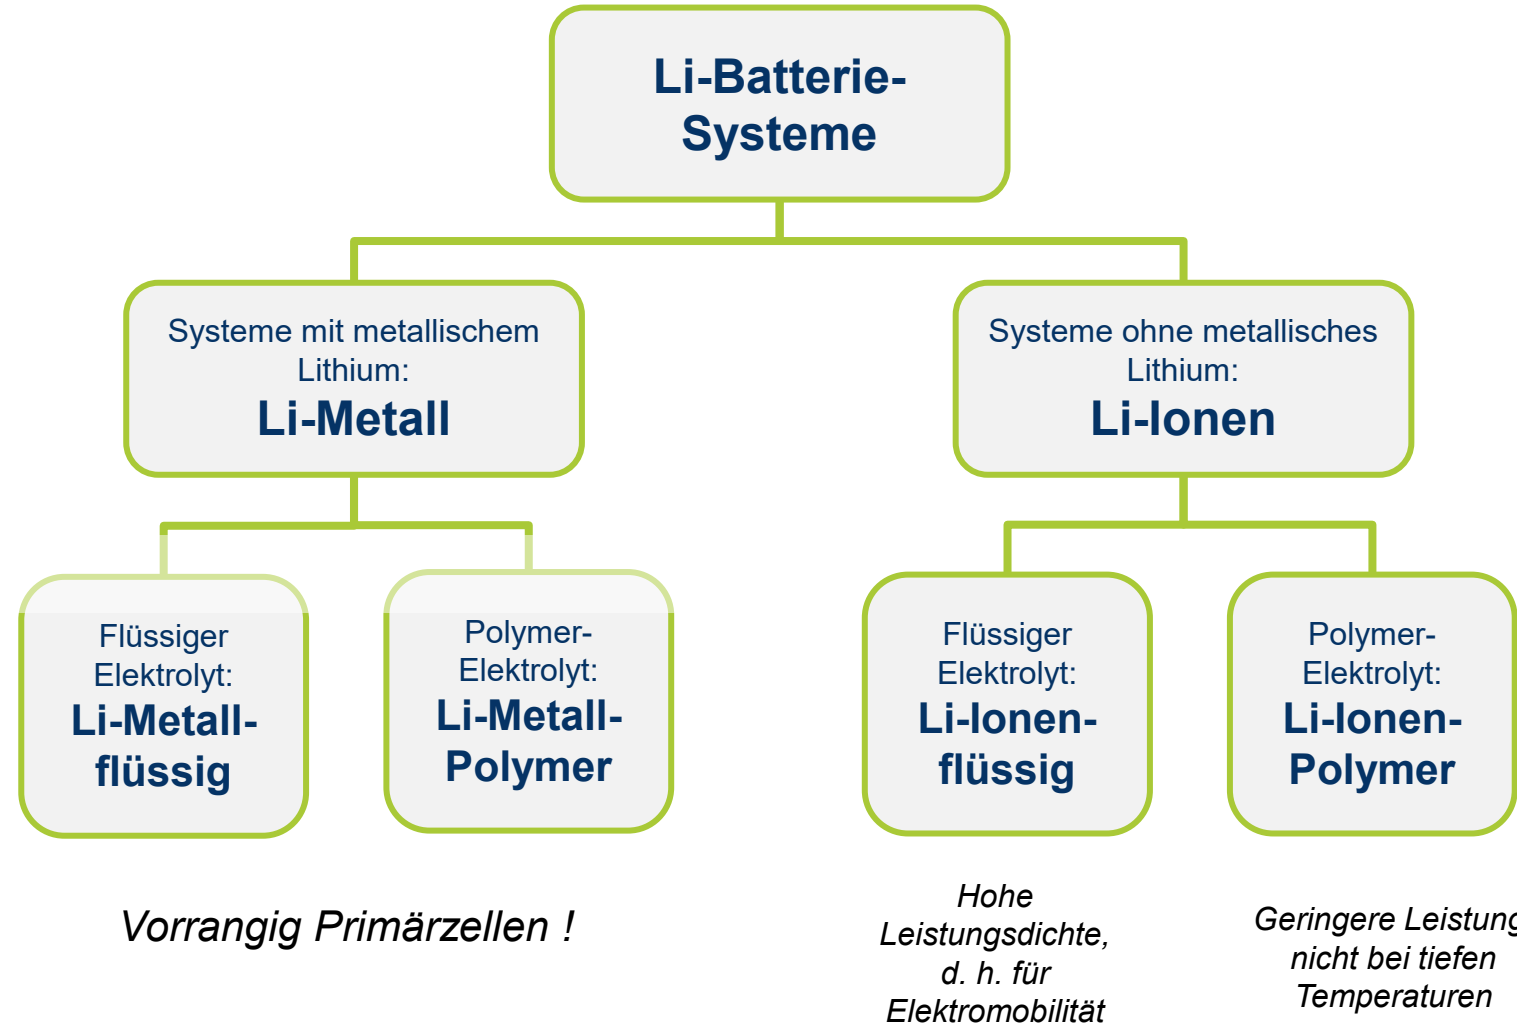 Li-Batterie-
Systeme
Systeme mit metallischem
Lithium:
Li-Metall
Systeme ohne metallisches
Lithium:
Li-Ionen
Flüssiger
Elektrolyt:
Li-Metall-
flüssig
Polymer-
Elektrolyt:
Li-Metall-
Polymer
Flüssiger
Elektrolyt:
Li-Ionen-
flüssig
Polymer-
Elektrolyt:
Li-Ionen-
Polymer
Vorrangig Primärzellen !
Hohe
Leistungsdichte,
d. h. für
Elektromobilität
Geringere Leistung
nicht bei tiefen
Temperaturen